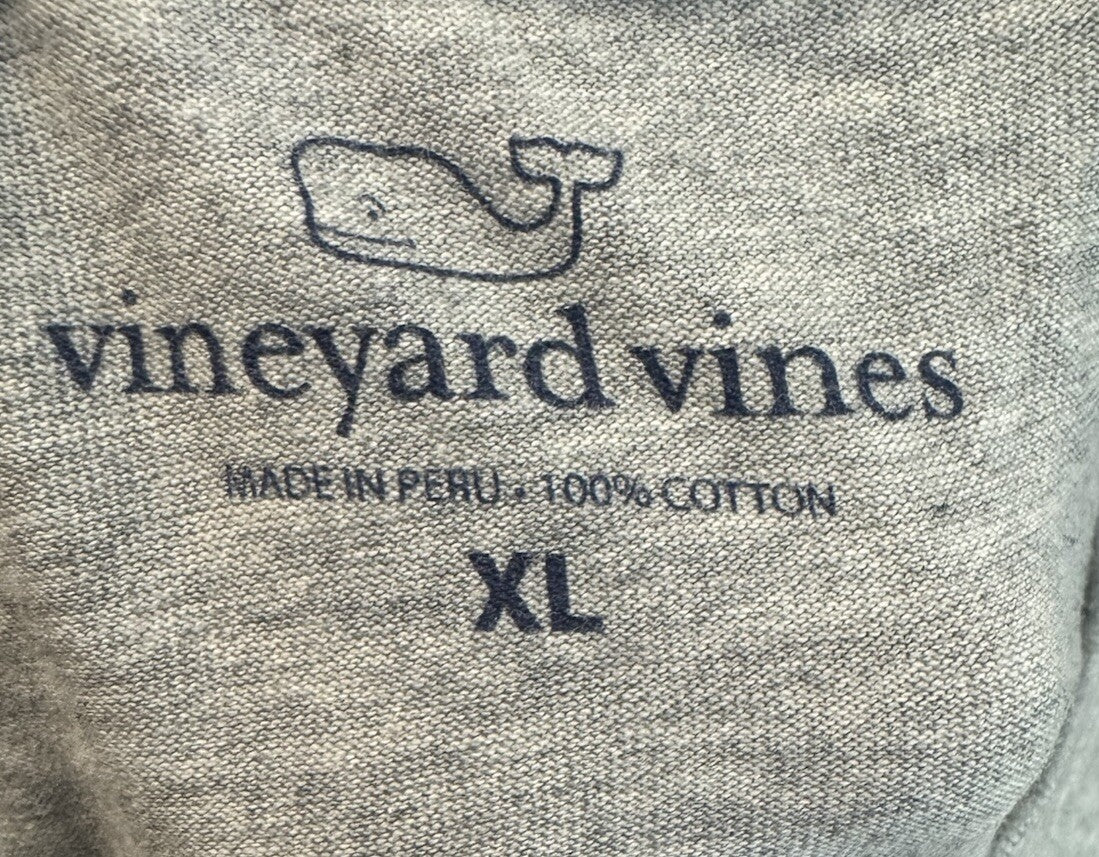 vineyard vines
MADE IN PERU • 100% COTTON
XL